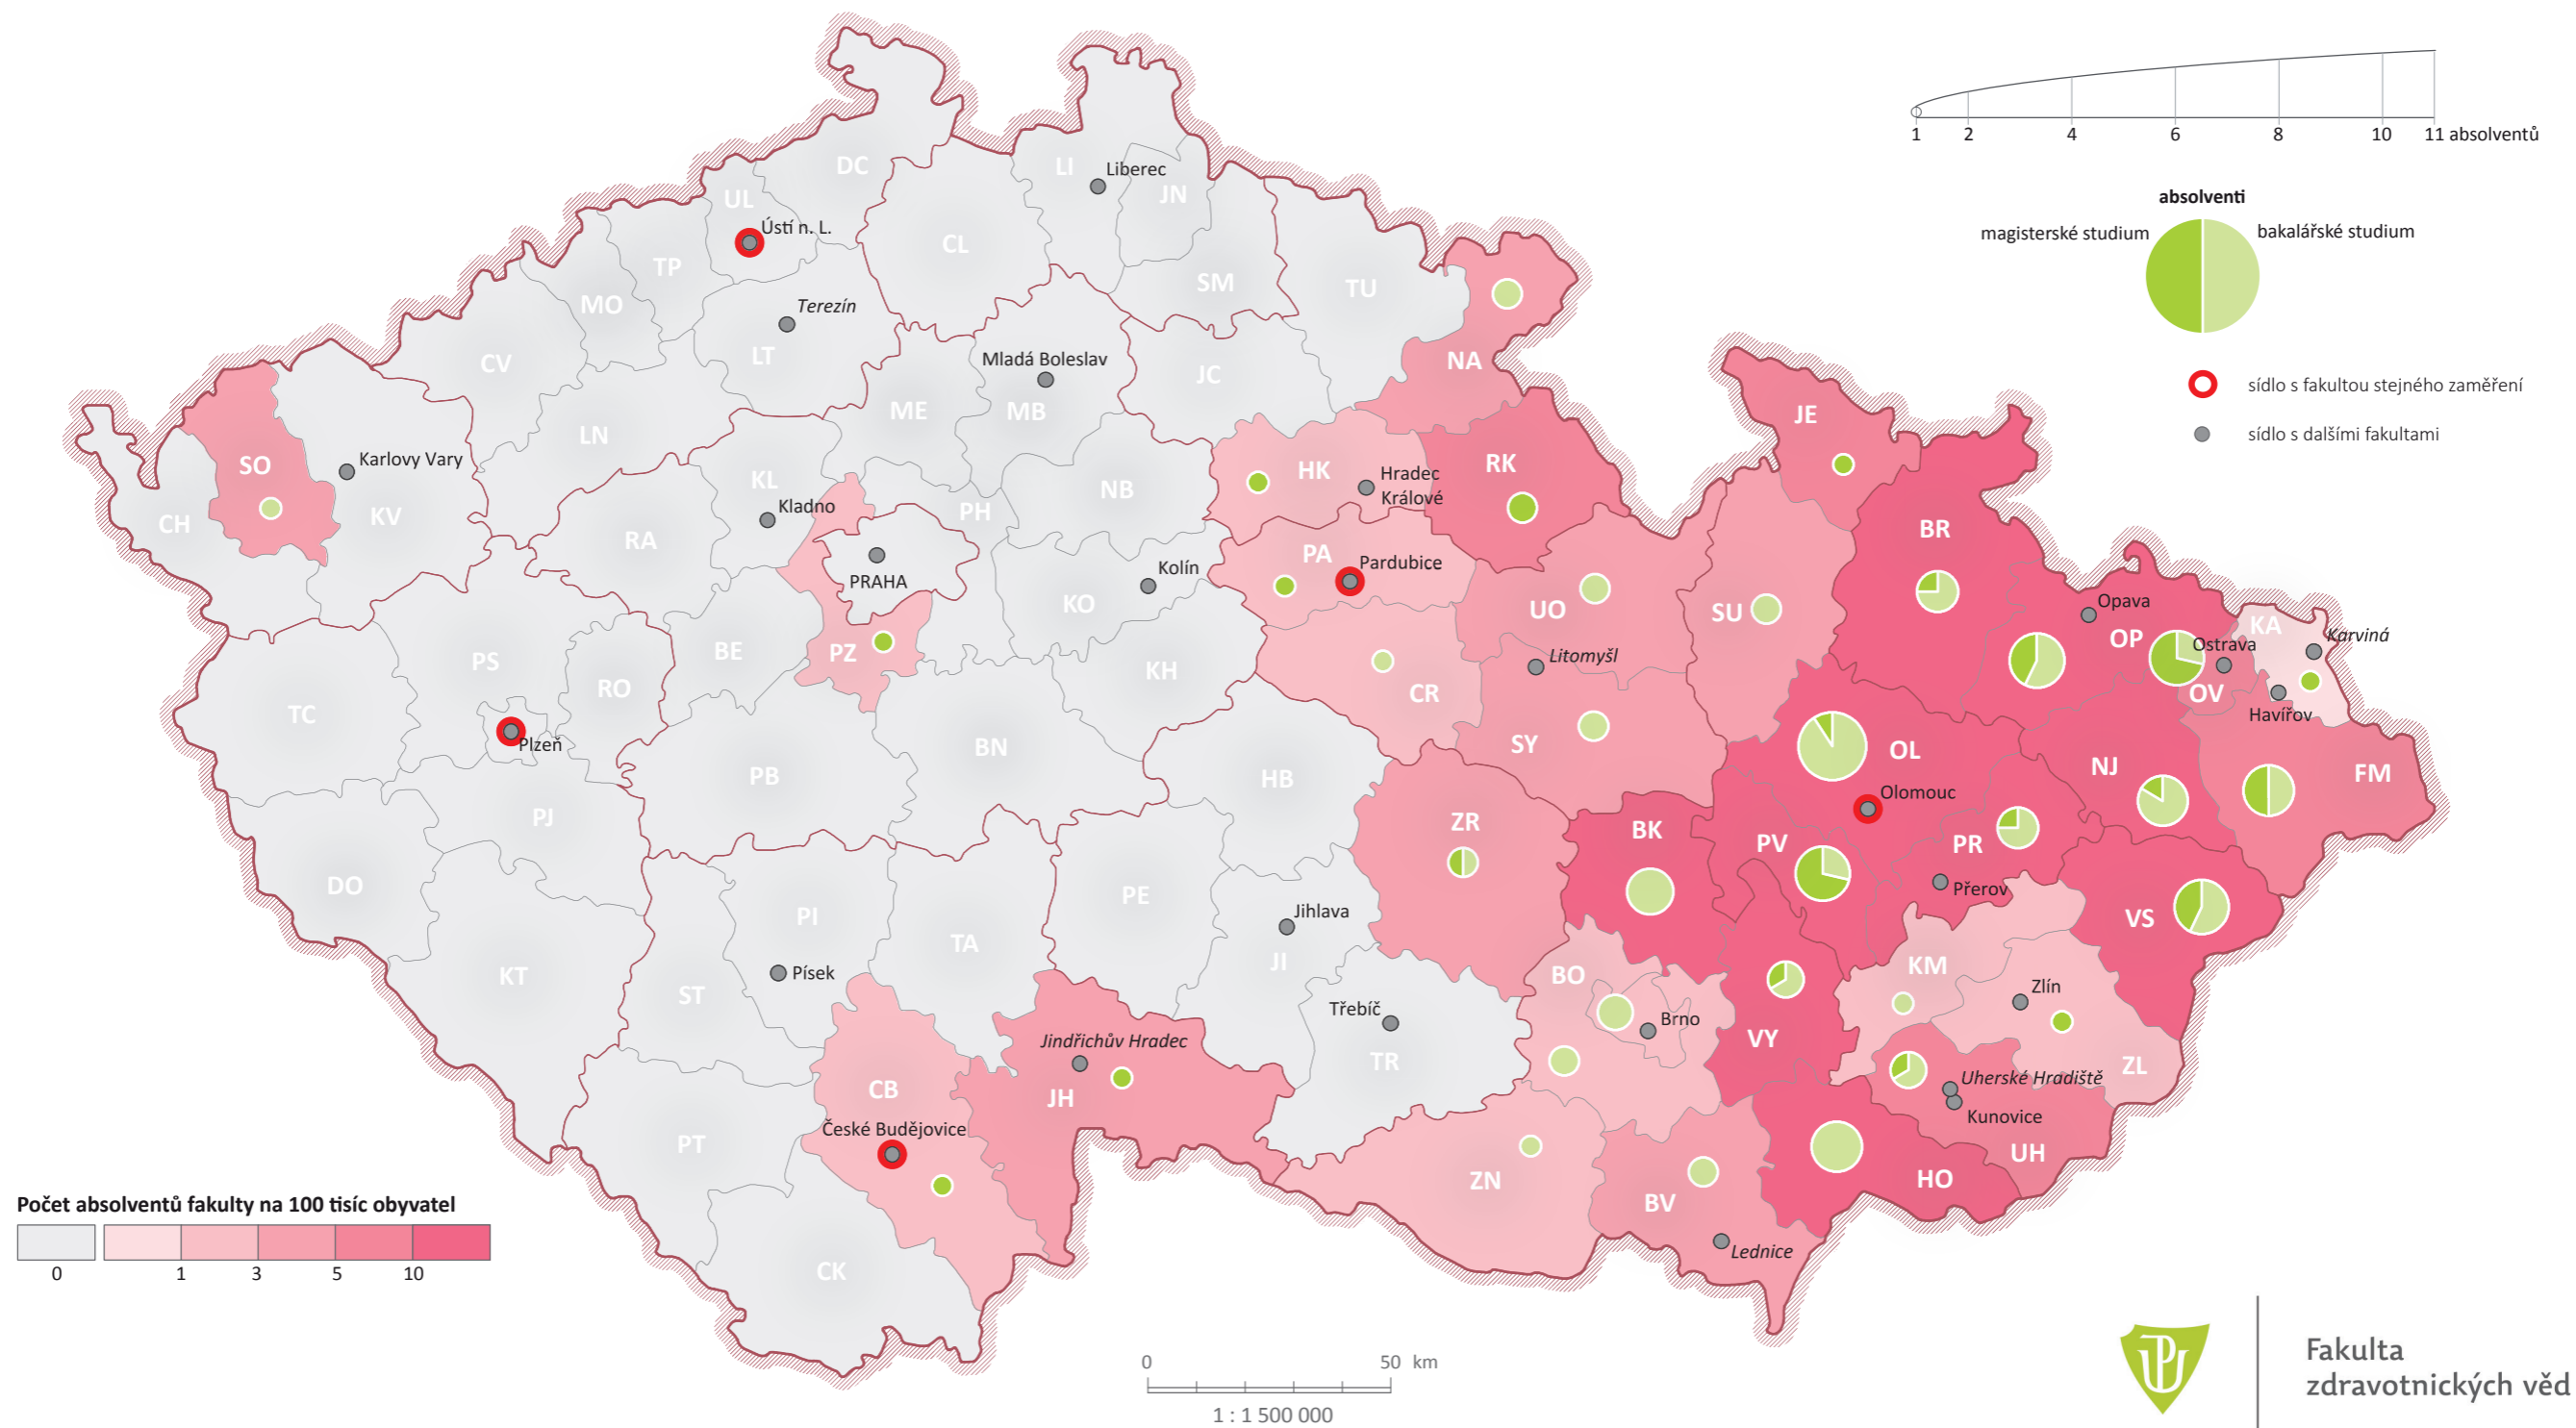 1
2
4
6
8
10
11 absolventů
absolventi
magisterské studium
bakalářské studium
sídlo s fakultou stejného zaměření
sídlo s dalšími fakultami
DC
LI
Liberec
JN
UL
Ústí n. L.
CL
TP
SM
TU
MO
Terezín
LT
CV
Mladá Boleslav
MB
JC
NA
ME
LN
JE
SO
Karlovy Vary
KL
Kladno
NB
HK
Hradec
Králové
RK
CH
KV
PH
RA
BR
PRAHA
Kolín
KO
PA
Pardubice
UO
SU
Opava
OP
KA
Karviná
Ostrava
OV
Havířov
PS
BE
PZ
KH
Litomyšl
RO
CR
TC
Plzeň
BN
SY
OL
PB
HB
NJ
FM
Olomouc
PJ
ZR
BK
PV
PR
DO
PE
Přerov
PI
Jihlava
VS
TA
KT
Písek
JI
BO
KM
ST
Zlín
Třebíč
Brno
VY
Jindřichův Hradec
TR
ZL
CB
JH
Uherské Hradiště
Kunovice
České Budějovice
PT
UH
ZN
HO
BV
Lednice
CK
Počet absolventů fakulty na 100 tisíc obyvatel
0
1
3
5
10
0
50 km
1 : 1 500 000
UP
Fakulta
zdravotnických věd